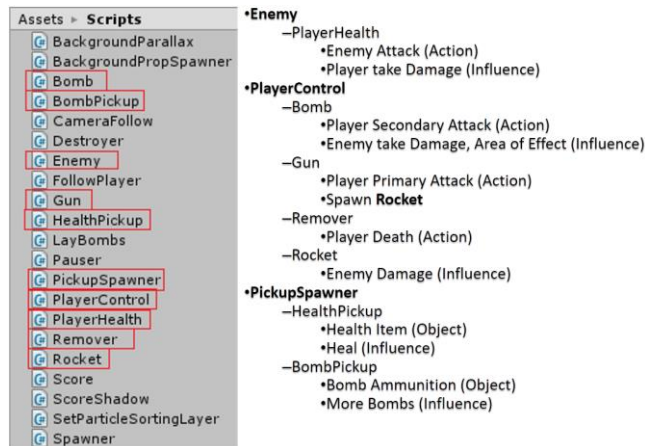 Assets ▸ Scripts
BackgroundParallax
BackgroundPropSpawner
Bomb
BombPickup
CameraFollow
Destroyer
Enemy
FollowPlayer
Gun
HealthPickup
LayBombs
Pauser
PickupSpawner
PlayerControl
PlayerHealth
Remover
Rocket
Score
ScoreShadow
SetParticleSortingLayer
Spawner
•Enemy
–PlayerHealth
•Enemy Attack (Action)
•Player take Damage (Influence)
•PlayerControl
–Bomb
•Player Secondary Attack (Action)
•Enemy take Damage, Area of Effect (Influence)
–Gun
•Player Primary Attack (Action)
•Spawn Rocket
–Remover
•Player Death (Action)
–Rocket
•Enemy Damage (Influence)
•PickupSpawner
–HealthPickup
•Health Item (Object)
•Heal (Influence)
–BombPickup
•Bomb Ammunition (Object)
•More Bombs (Influence)